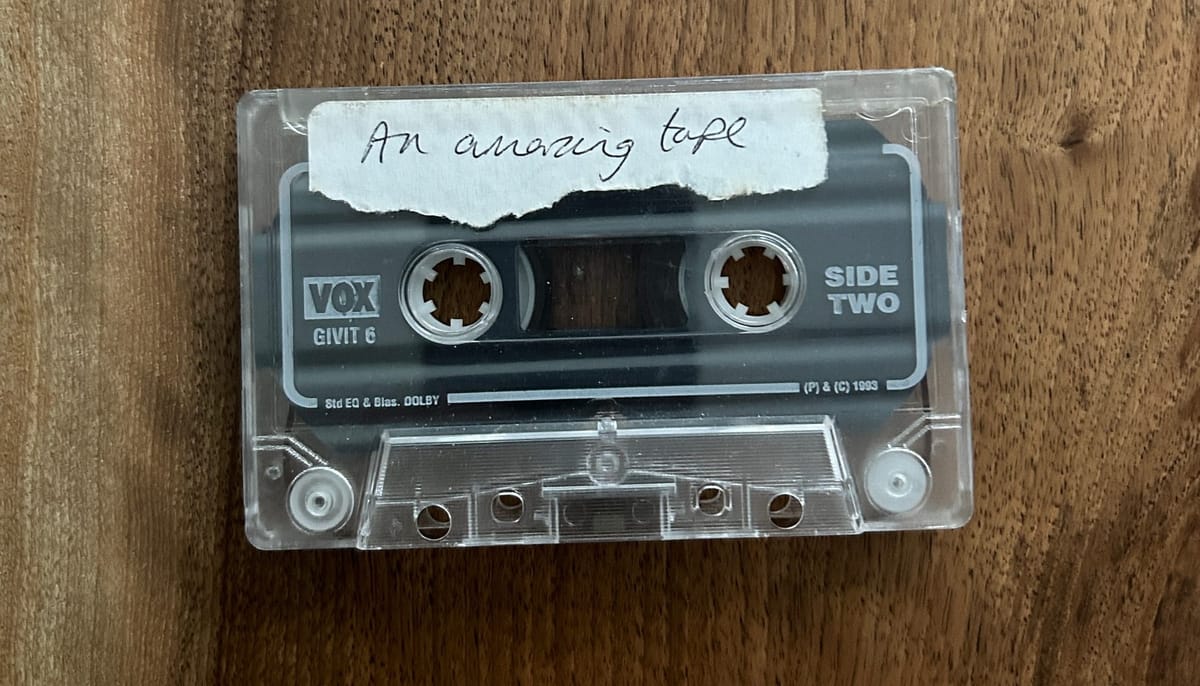 An amazing tape
VOX
GIVIT 6
SIDE
TWO
Std EQ & Bias. DOLBY
(P) & (C) 1993